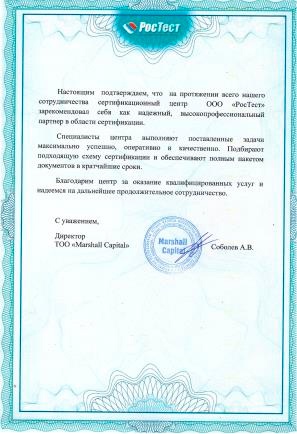 РосТест
Настоящим подтверждаем, что на протяжении всего нашего
сотрудничества сертификационный центр ООО «РосТест»
зарекомендовал себя как надежный, высокопрофессиональный
партнер в области сертификации.
Специалисты центра выполняют поставленные задачи
максимально успешно, оперативно и качественно. Подбирают
подходящую схему сертификации и обеспечивают полным пакетом
документов в кратчайшие сроки.
Благодарим центр за оказание квалифицированных услуг и
надеемся на дальнейшее продолжительное сотрудничество.
С уважением,
Директор
ТОО «Marshall Capital»
Marshall
Capital
Соболев А.В.